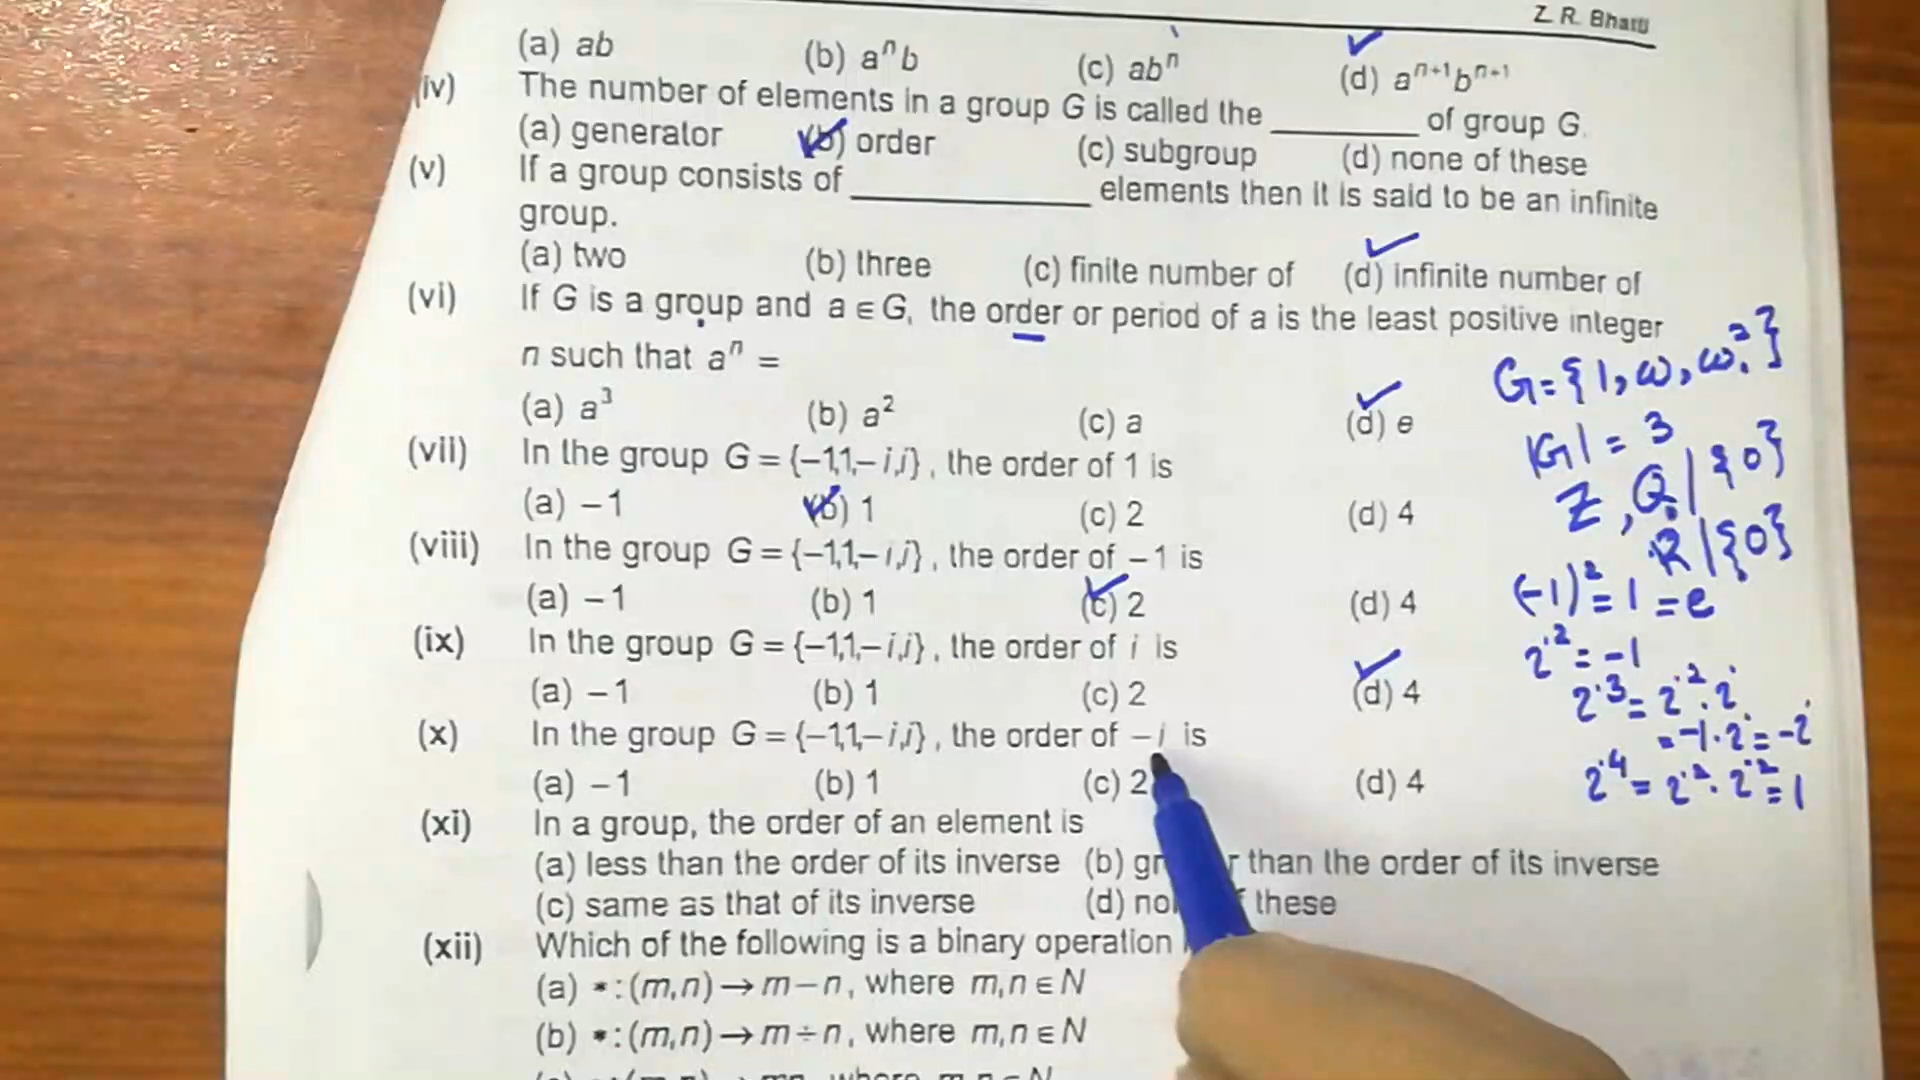 Z. R. Bhatti
(a) ab (b) aⁿb (c) abⁿ (d) aⁿ⁺¹bⁿ⁺¹
(iv) The number of elements in a group G is called the ________ of group G.
(a) generator (b) order (c) subgroup (d) none of these
(v) If a group consists of ________ elements then it is said to be an infinite
group.
(a) two (b) three (c) finite number of (d) infinite number of
(vi) If G is a group and a ∈ G, the order or period of a is the least positive integer
n such that aⁿ =
(a) a³ (b) a² (c) a (d) e
(vii) In the group G = {−1,1,−i,i}, the order of 1 is
(a) −1 (b) 1 (c) 2 (d) 4
(viii) In the group G = {−1,1,−i,i}, the order of −1 is
(a) −1 (b) 1 (c) 2 (d) 4
(ix) In the group G = {−1,1,−i,i}, the order of i is
(a) −1 (b) 1 (c) 2 (d) 4
(x) In the group G = {−1,1,−i,i}, the order of −i is
(a) −1 (b) 1 (c) 2 (d) 4
(xi) In a group, the order of an element is
(a) less than the order of its inverse (b) gr r than the order of its inverse
(c) same as that of its inverse (d) no these
(xii) Which of the following is a binary operation
(a) *:(m,n) → m − n, where m,n ∈ N
(b) *:(m,n) → m ÷ n, where m,n ∈ N
G = {1, ω, ω²}
|G| = 3
Z, Q | {0}
R | {0}
(-1)² = 1 = e
i² = -1
i³ = i² . i
= -1 . i = -i
i⁴ = i² . i² = 1